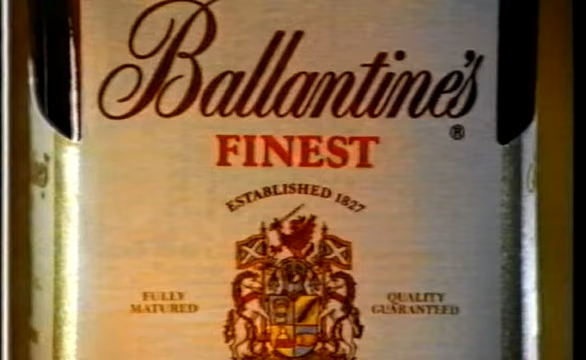 Ballantine's
®
FINEST
ESTABLISHED 1827
FULLY
MATURED
QUALITY
GUARANTEED